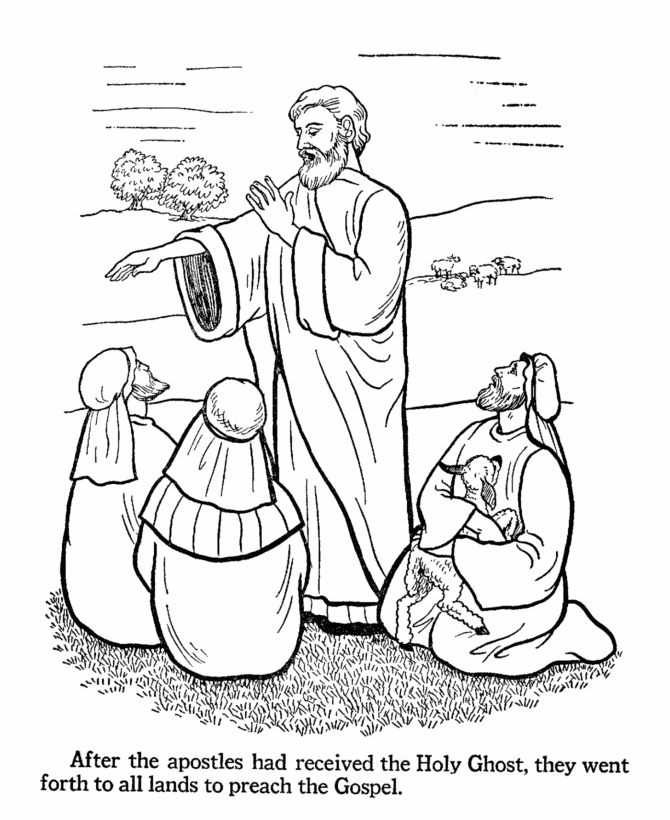 After the apostles had received the Holy Ghost, they went
forth to all lands to preach the Gospel.